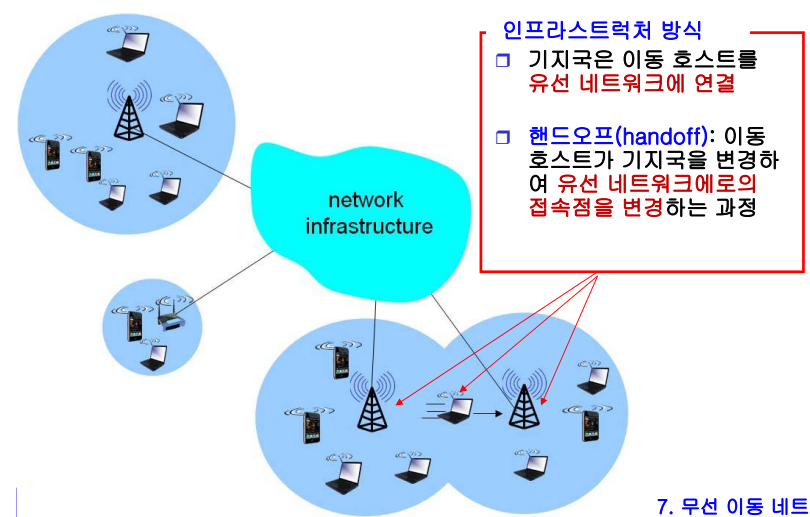 인프라스트럭처 방식
기지국은 이동 호스트를
유선 네트워크에 연결
핸드오프(handoff): 이동
호스트가 기지국을 변경하
여 유선 네트워크에로의
접속점을 변경하는 과정
network
infrastructure
7. 무선 이동 네트